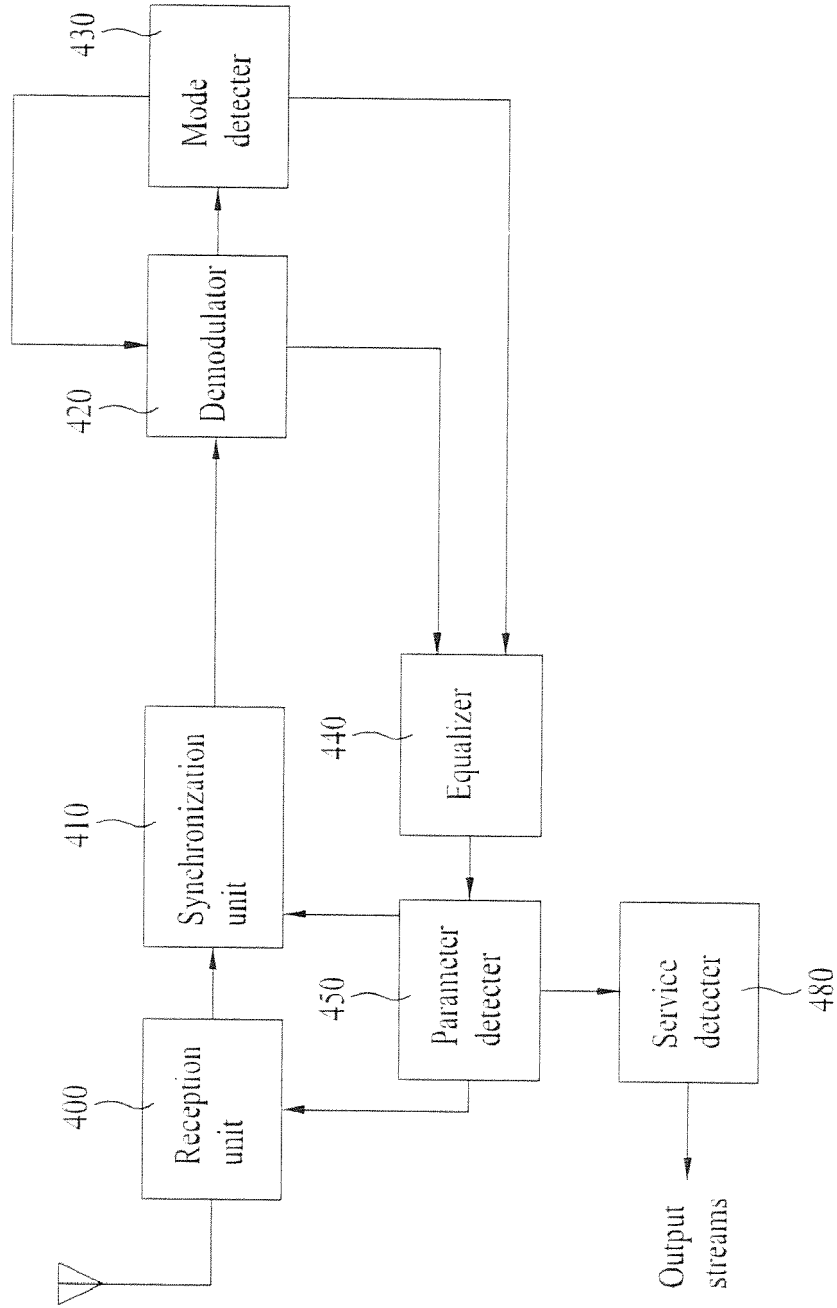 400
Reception
unit
410
Synchronization
unit
420
Demodulator
430
Mode
detecter
450
Parameter
detecter
440
Equalizer
Output
streams
Service
detecter
480